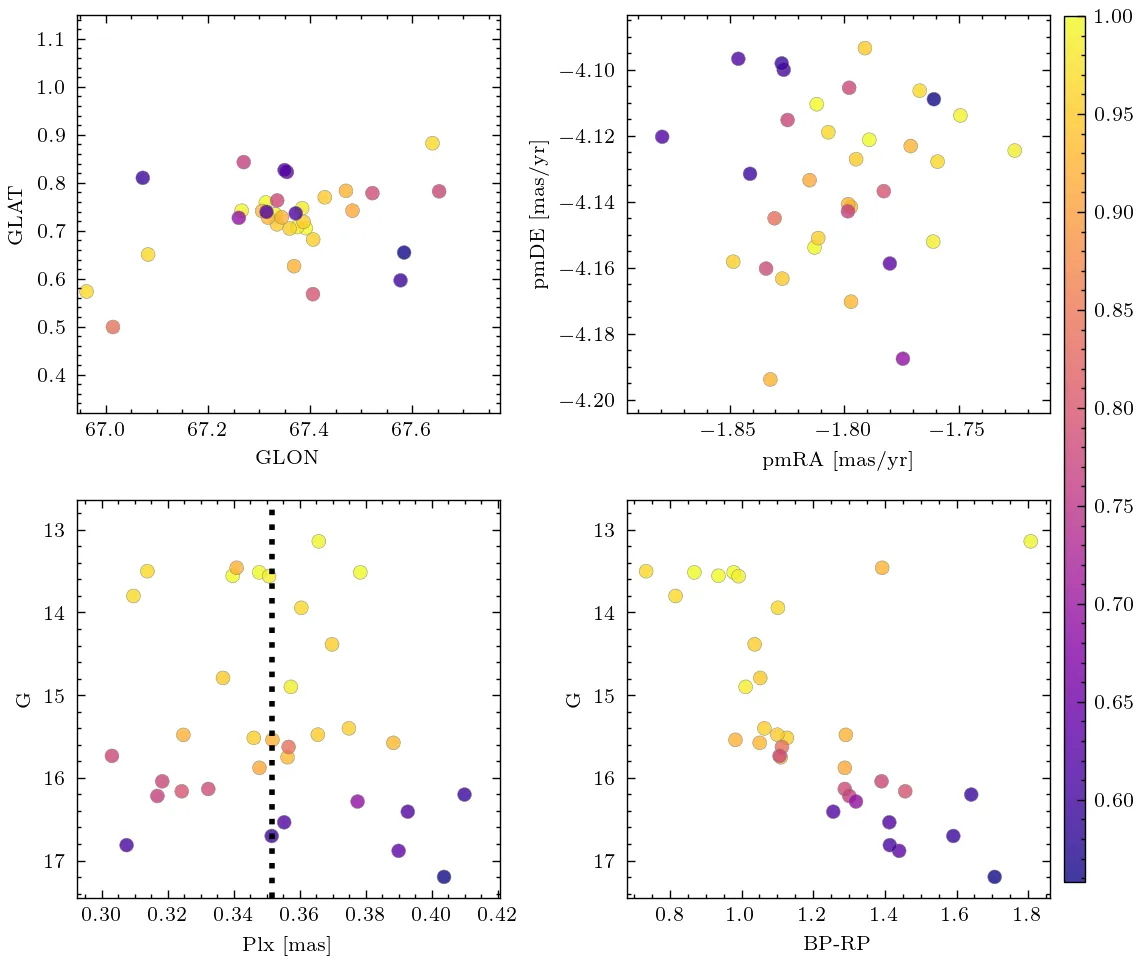 1.1
1.0
0.9
0.8
0.7
0.6
0.5
0.4
GLAT
67.0 67.2 67.4 67.6
GLON
−4.10
−4.12
−4.14
−4.16
−4.18
−4.20
pmDE [mas/yr]
−1.85 −1.80 −1.75
pmRA [mas/yr]
1.00
0.95
0.90
0.85
0.80
0.75
0.70
0.65
0.60
13
14
15
16
17
G
0.30 0.32 0.34 0.36 0.38 0.40 0.42
Plx [mas]
13
14
15
16
17
G
0.8 1.0 1.2 1.4 1.6 1.8
BP-RP